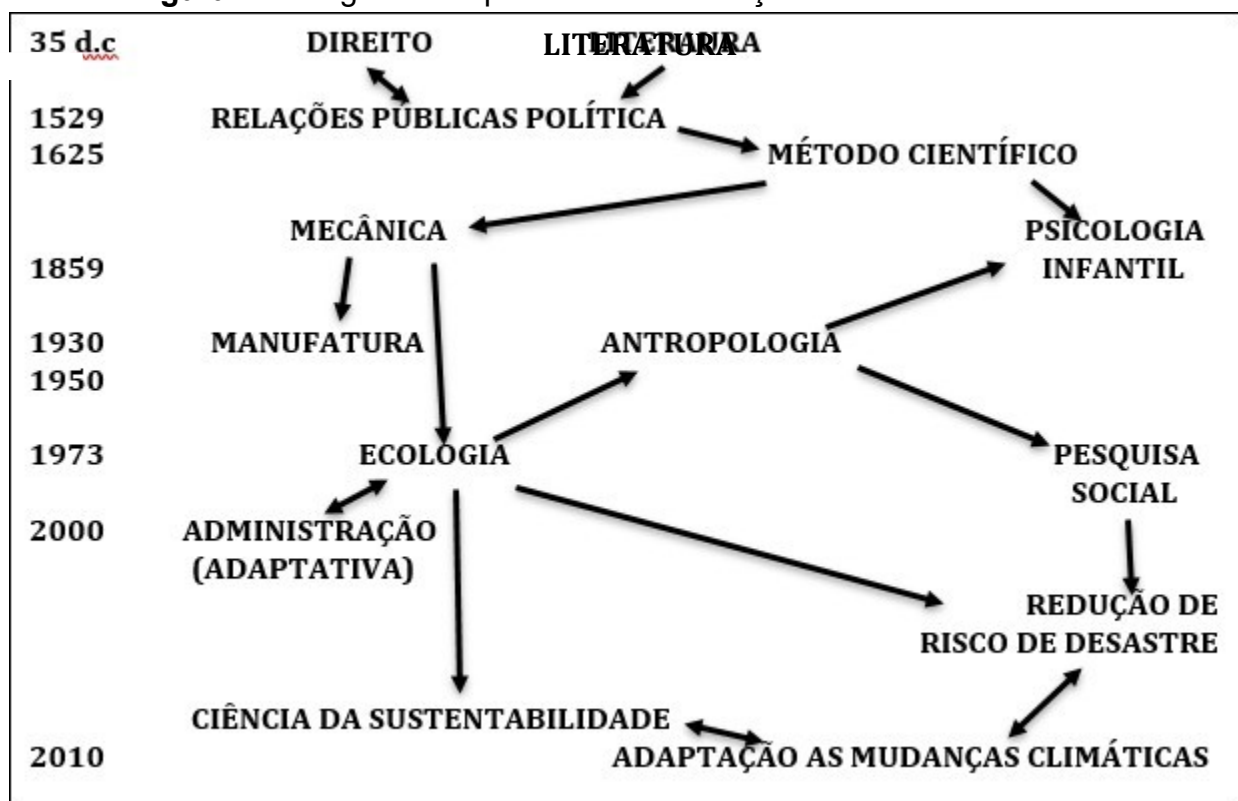 35 d.c DIREITO LITERATURA
1529 RELAÇÕES PÚBLICAS POLÍTICA
1625 MÉTODO CIENTÍFICO
MECÂNICA PSICOLOGIA
1859 INFANTIL
1930 MANUFATURA ANTROPOLOGIA
1950
1973 ECOLOGIA PESQUISA
SOCIAL
2000 ADMINISTRAÇÃO
(ADAPTATIVA)
REDUÇÃO DE
RISCO DE DESASTRE
CIÊNCIA DA SUSTENTABILIDADE
2010 ADAPTAÇÃO AS MUDANÇAS CLIMÁTICAS